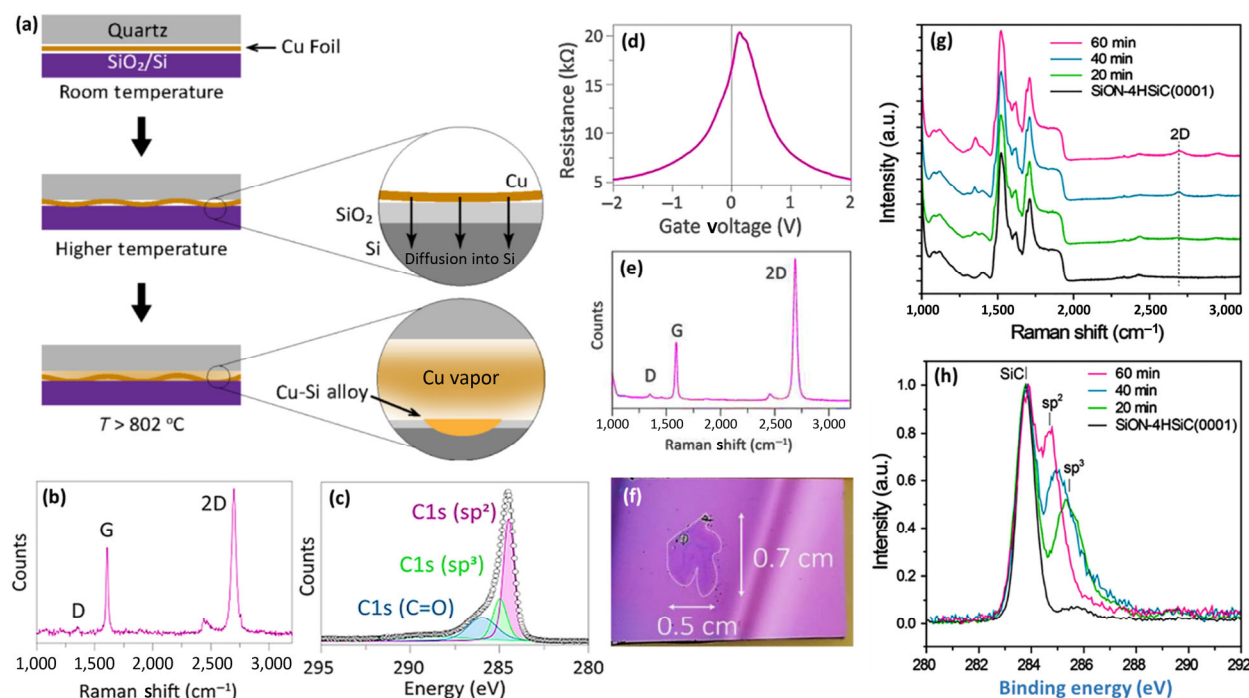 (a)
Quartz
Cu Foil
SiO₂/Si
Room temperature
Cu
SiO₂
Si
Diffusion into Si
Higher temperature
Cu vapor
Cu–Si alloy
T > 802 °C
(b)
Counts
D
G
2D
1,000 1,500 2,000 2,500 3,000
Raman shift (cm⁻¹)
(c)
Counts
C1s (sp²)
C1s (sp³)
C1s (C=O)
295 290 285 280
Energy (eV)
(d)
Resistance (kΩ)
20
15
10
5
−2 −1 0 1 2
Gate voltage (V)
(e)
Counts
D
G
2D
1,000 1,500 2,000 2,500 3,000
Raman shift (cm⁻¹)
(f)
0.7 cm
0.5 cm
(g)
Intensity (a.u.)
60 min
40 min
20 min
SiON-4HSiC(0001)
2D
1,000 1,500 2,000 2,500 3,000
Raman shift (cm⁻¹)
(h)
Intensity (a.u.)
1.0
0.8
0.6
0.4
0.2
0.0
SiC
sp²
sp³
60 min
40 min
20 min
SiON-4HSiC(0001)
280 282 284 286 288 290 292
Binding energy (eV)